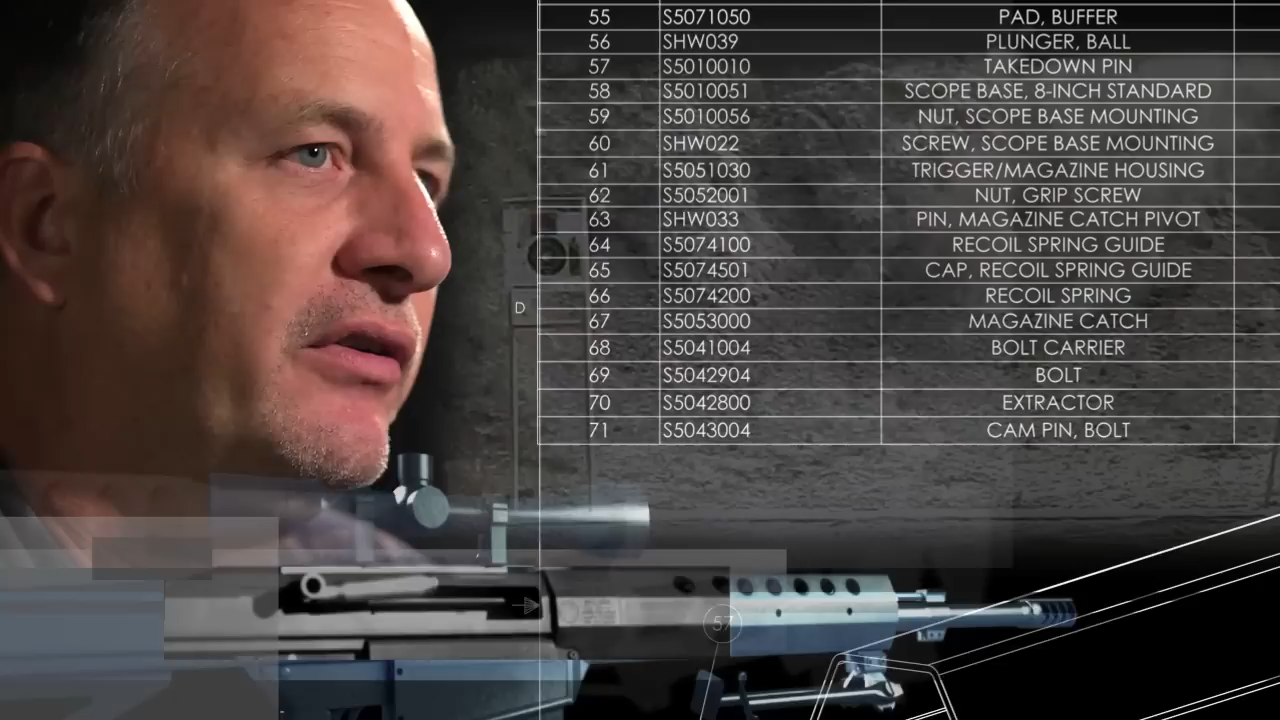 55 S5071050 PAD, BUFFER
56 SHW039 PLUNGER, BALL
57 S5010010 TAKEDOWN PIN
58 S5010051 SCOPE BASE, 8-INCH STANDARD
59 S5010056 NUT, SCOPE BASE MOUNTING
60 SHW022 SCREW, SCOPE BASE MOUNTING
61 S5051030 TRIGGER/MAGAZINE HOUSING
62 S5052001 NUT, GRIP SCREW
63 SHW033 PIN, MAGAZINE CATCH PIVOT
64 S5074100 RECOIL SPRING GUIDE
65 S5074501 CAP, RECOIL SPRING GUIDE
66 S5074200 RECOIL SPRING
D
67 S5053000 MAGAZINE CATCH
68 S5041004 BOLT CARRIER
69 S5042904 BOLT
70 S5042800 EXTRACTOR
71 S5043004 CAM PIN, BOLT
57